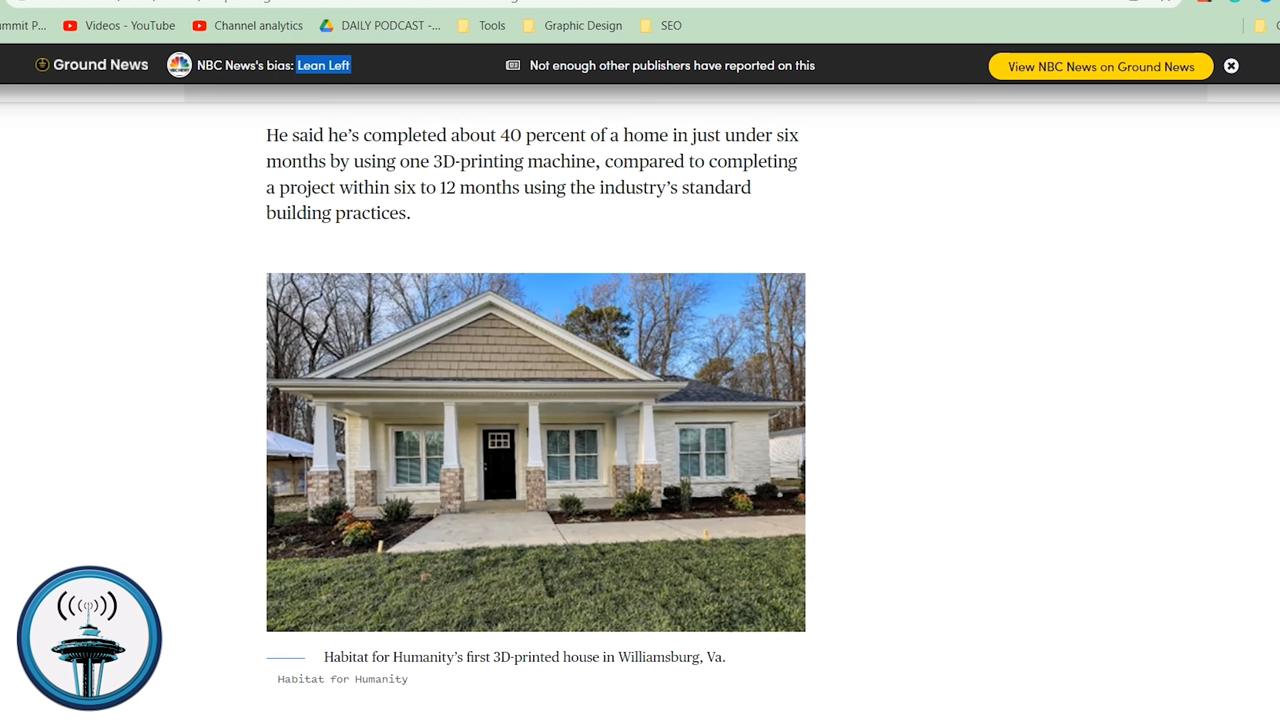 ımmit P...
Videos - YouTube
Channel analytics
DAILY PODCAST -...
Tools
Graphic Design
SEO
Ground News
NBC News's bias: Lean Left
Not enough other publishers have reported on this
View NBC News on Ground News
He said he's completed about 40 percent of a home in just under six
months by using one 3D-printing machine, compared to completing
a project within six to 12 months using the industry's standard
building practices.
Habitat for Humanity's first 3D-printed house in Williamsburg, Va.
Habitat for Humanity